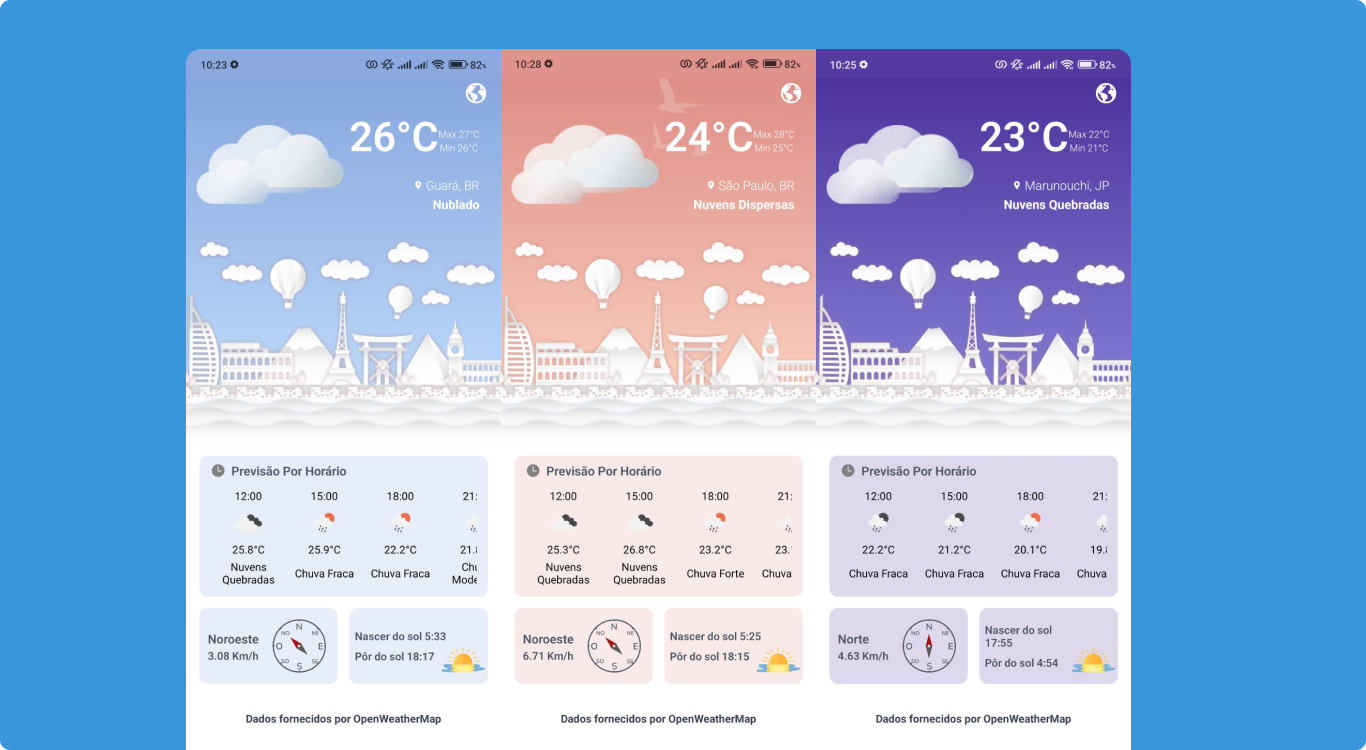 10:23
82%
26°C
Max 27°C
Min 26°C
Guará, BR
Nublado
Previsão Por Horário
12:00 15:00 18:00 21:
25.8°C 25.9°C 22.2°C 21.
Nuvens
Quebradas
Chuva Fraca
Chuva Fraca
Chu
Mode
Noroeste
3.08 Km/h
N
NO NE
O E
SO SE
S
Nascer do sol 5:33
Pôr do sol 18:17
Dados fornecidos por OpenWeatherMap
10:28
82%
24°C
Max 28°C
Min 25°C
São Paulo, BR
Nuvens Dispersas
Previsão Por Horário
12:00 15:00 18:00 21:
25.3°C 26.8°C 23.2°C 23.
Nuvens
Quebradas
Nuvens
Quebradas
Chuva Forte
Chuva
Noroeste
6.71 Km/h
N
NO NE
O E
SO SE
S
Nascer do sol 5:25
Pôr do sol 18:15
Dados fornecidos por OpenWeatherMap
10:25
82%
23°C
Max 22°C
Min 21°C
Marunouchi, JP
Nuvens Quebradas
Previsão Por Horário
12:00 15:00 18:00 21:
22.2°C 21.2°C 20.1°C 19.
Chuva Fraca
Chuva Fraca
Chuva Fraca
Chuva
Norte
4.63 Km/h
N
NO NE
O E
SO SE
S
Nascer do sol
17:55
Pôr do sol 4:54
Dados fornecidos por OpenWeatherMap